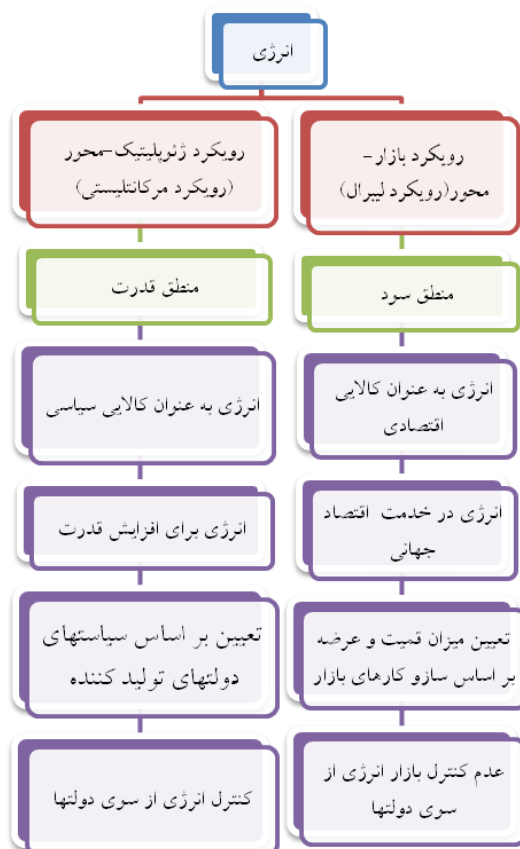 انرژی
رویکرد بازار-
محور(رویکرد لیبرال)
منطق سود
انرژی به عنوان کالایی
اقتصادی
انرژی در خدمت اقتصاد
جهانی
تعیین میزان قمیت و عرضه
بر اساس سازو کارهای بازار
عدم کنترل بازار انرژی از
سوی دولتها
رویکرد ژئوپلیتیک-محور
(رویکرد مرکانتلیستی)
منطق قدرت
انرژی به عنوان کالایی سیاسی
انرژی برای افزایش قدرت
تعیین بر اساس سیاستهای
دولتهای تولید کننده
کنترل انرژی از سوی دولتها